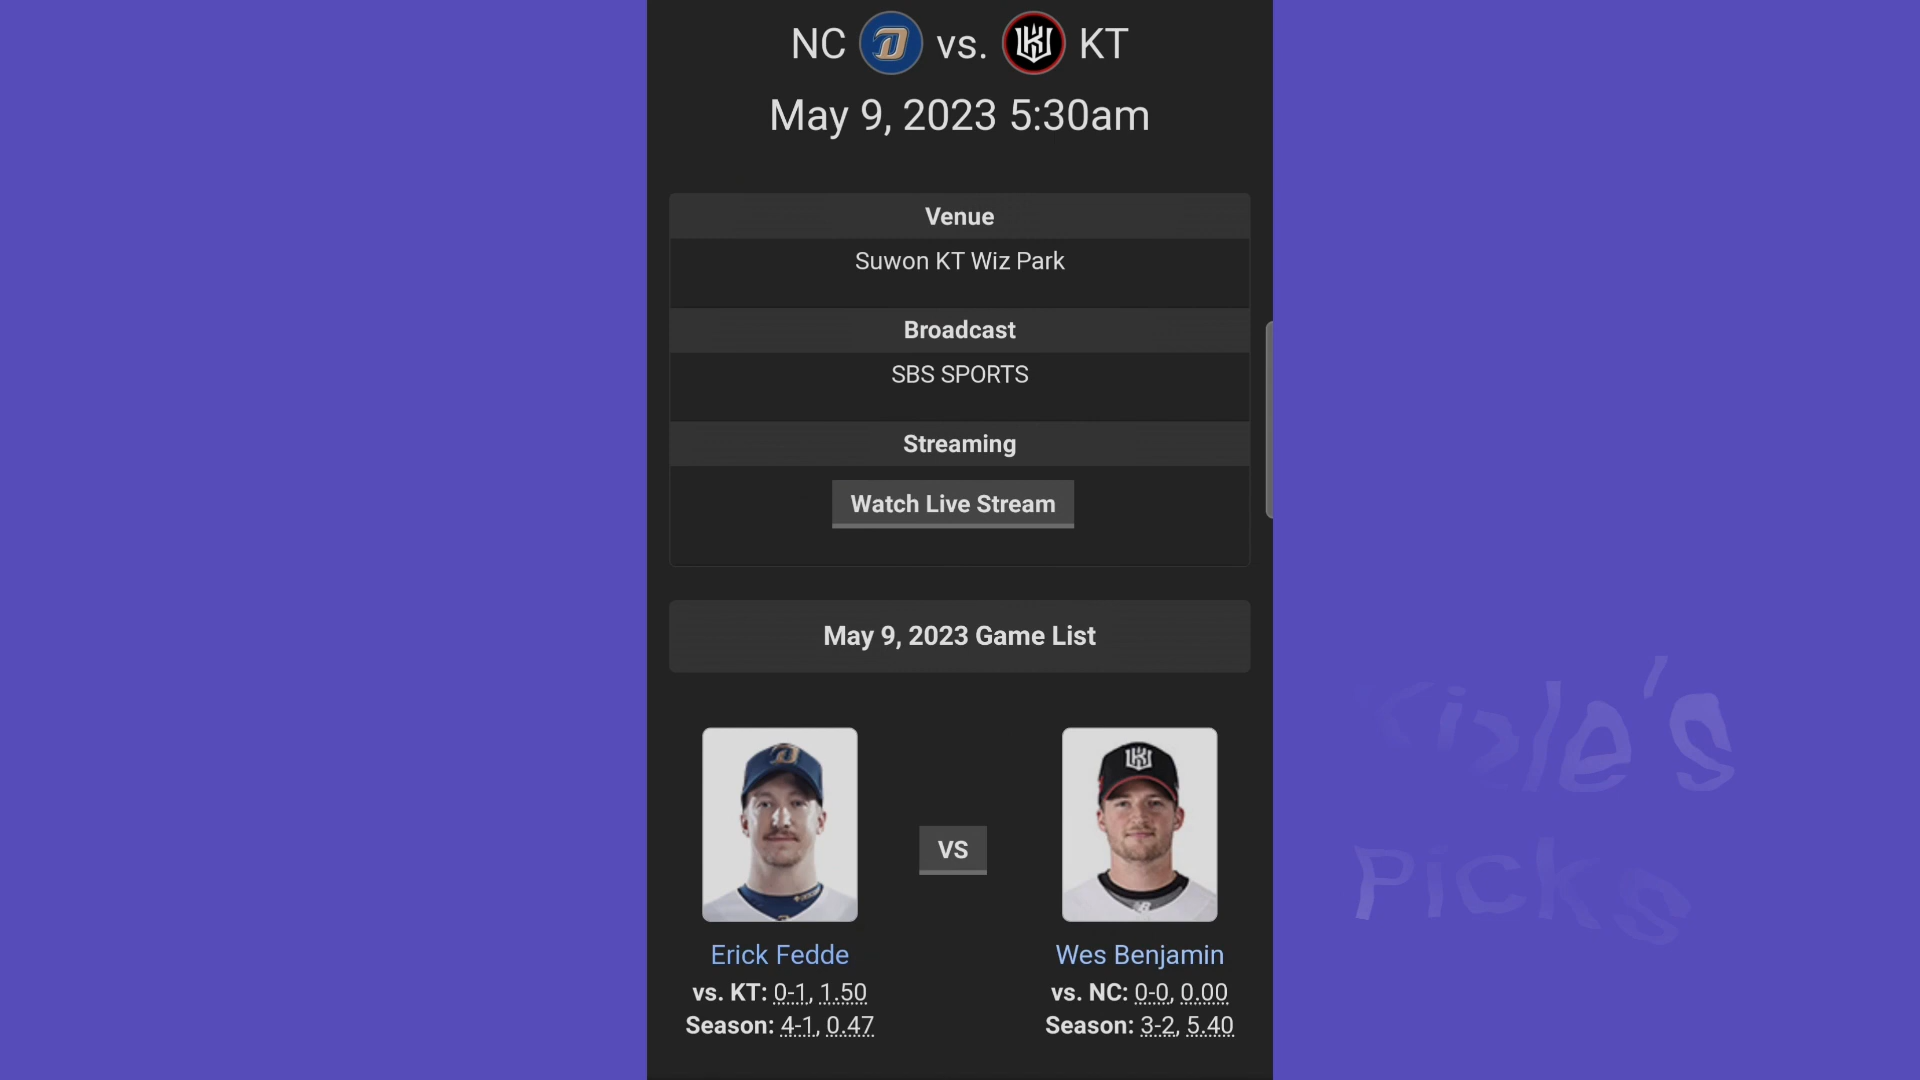 NC vs. KT
May 9, 2023 5:30am
Venue
Suwon KT Wiz Park
Broadcast
SBS SPORTS
Streaming
Watch Live Stream
May 9, 2023 Game List
VS
Erick Fedde
vs. KT: 0-1, 1.50
Season: 4-1, 0.47
Wes Benjamin
vs. NC: 0-0, 0.00
Season: 3-2, 5.40
Picks